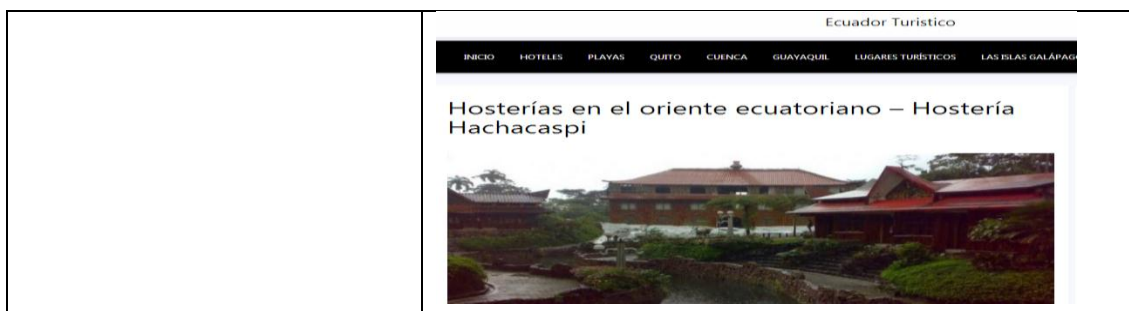 Ecuador Turistico
INICIO HOTELES PLAYAS QUITO CUENCA GUAYAQUIL LUGARES TURÍSTICOS LAS ISLAS GALÁPAG
Hosterías en el oriente ecuatoriano – Hostería
Hachacaspi